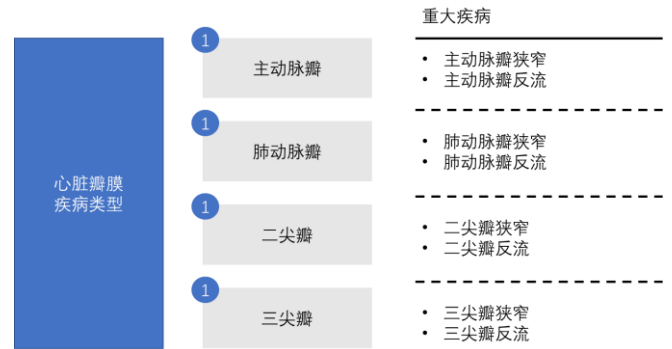 重大疾病
心脏瓣膜
疾病类型
1
主动脉瓣
• 主动脉瓣狭窄
• 主动脉瓣反流
1
肺动脉瓣
• 肺动脉瓣狭窄
• 肺动脉瓣反流
1
二尖瓣
• 二尖瓣狭窄
• 二尖瓣反流
1
三尖瓣
• 三尖瓣狭窄
• 三尖瓣反流